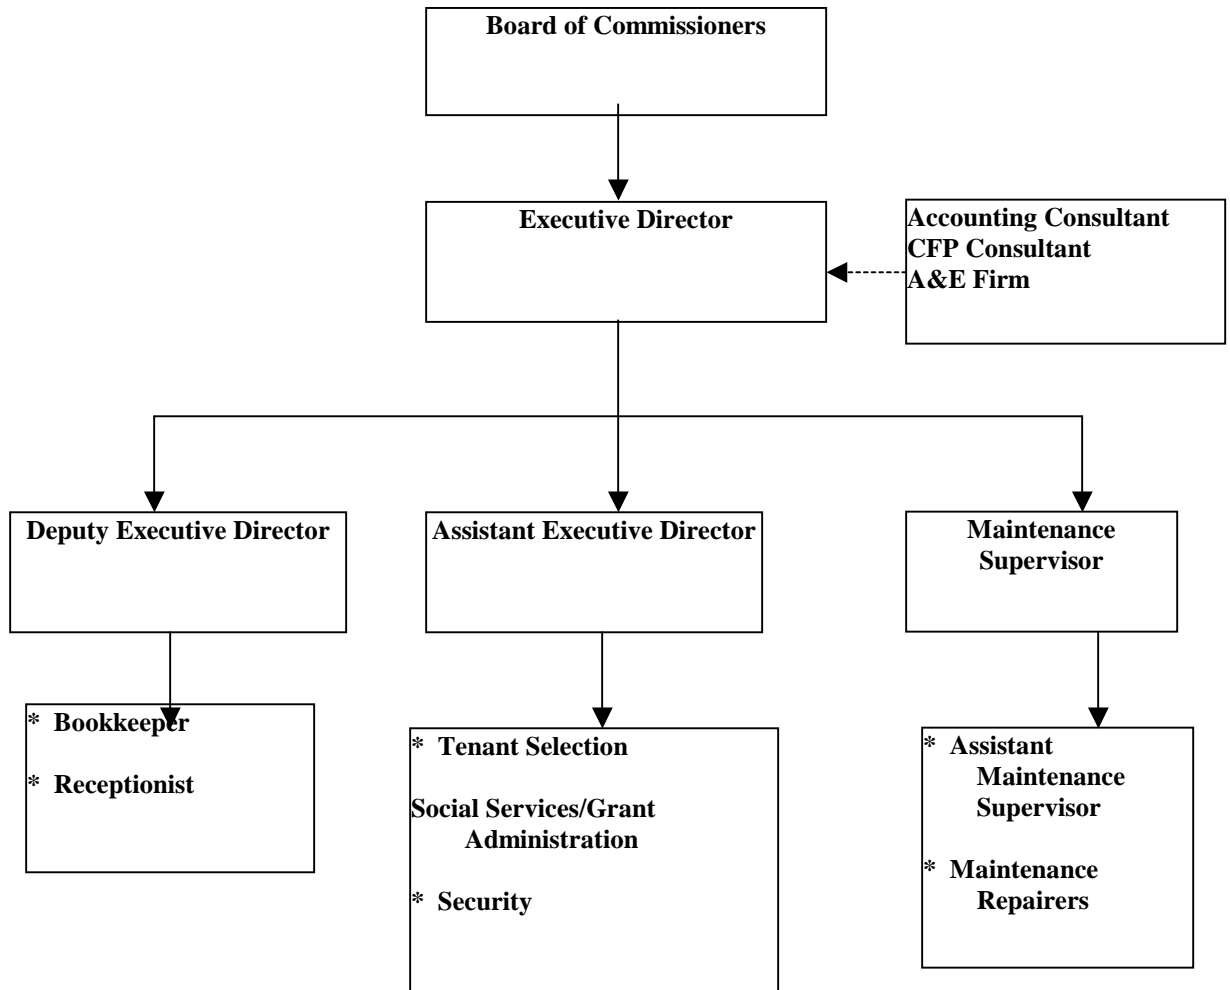 Board of Commissioners
Executive Director
Accounting Consultant
CFP Consultant
A&E Firm
Deputy Executive Director
Assistant Executive Director
Maintenance
Supervisor
* Bookkeeper
* Receptionist
* Tenant Selection
Social Services/Grant
Administration
* Security
* Assistant
Maintenance
Supervisor
* Maintenance
Repairers